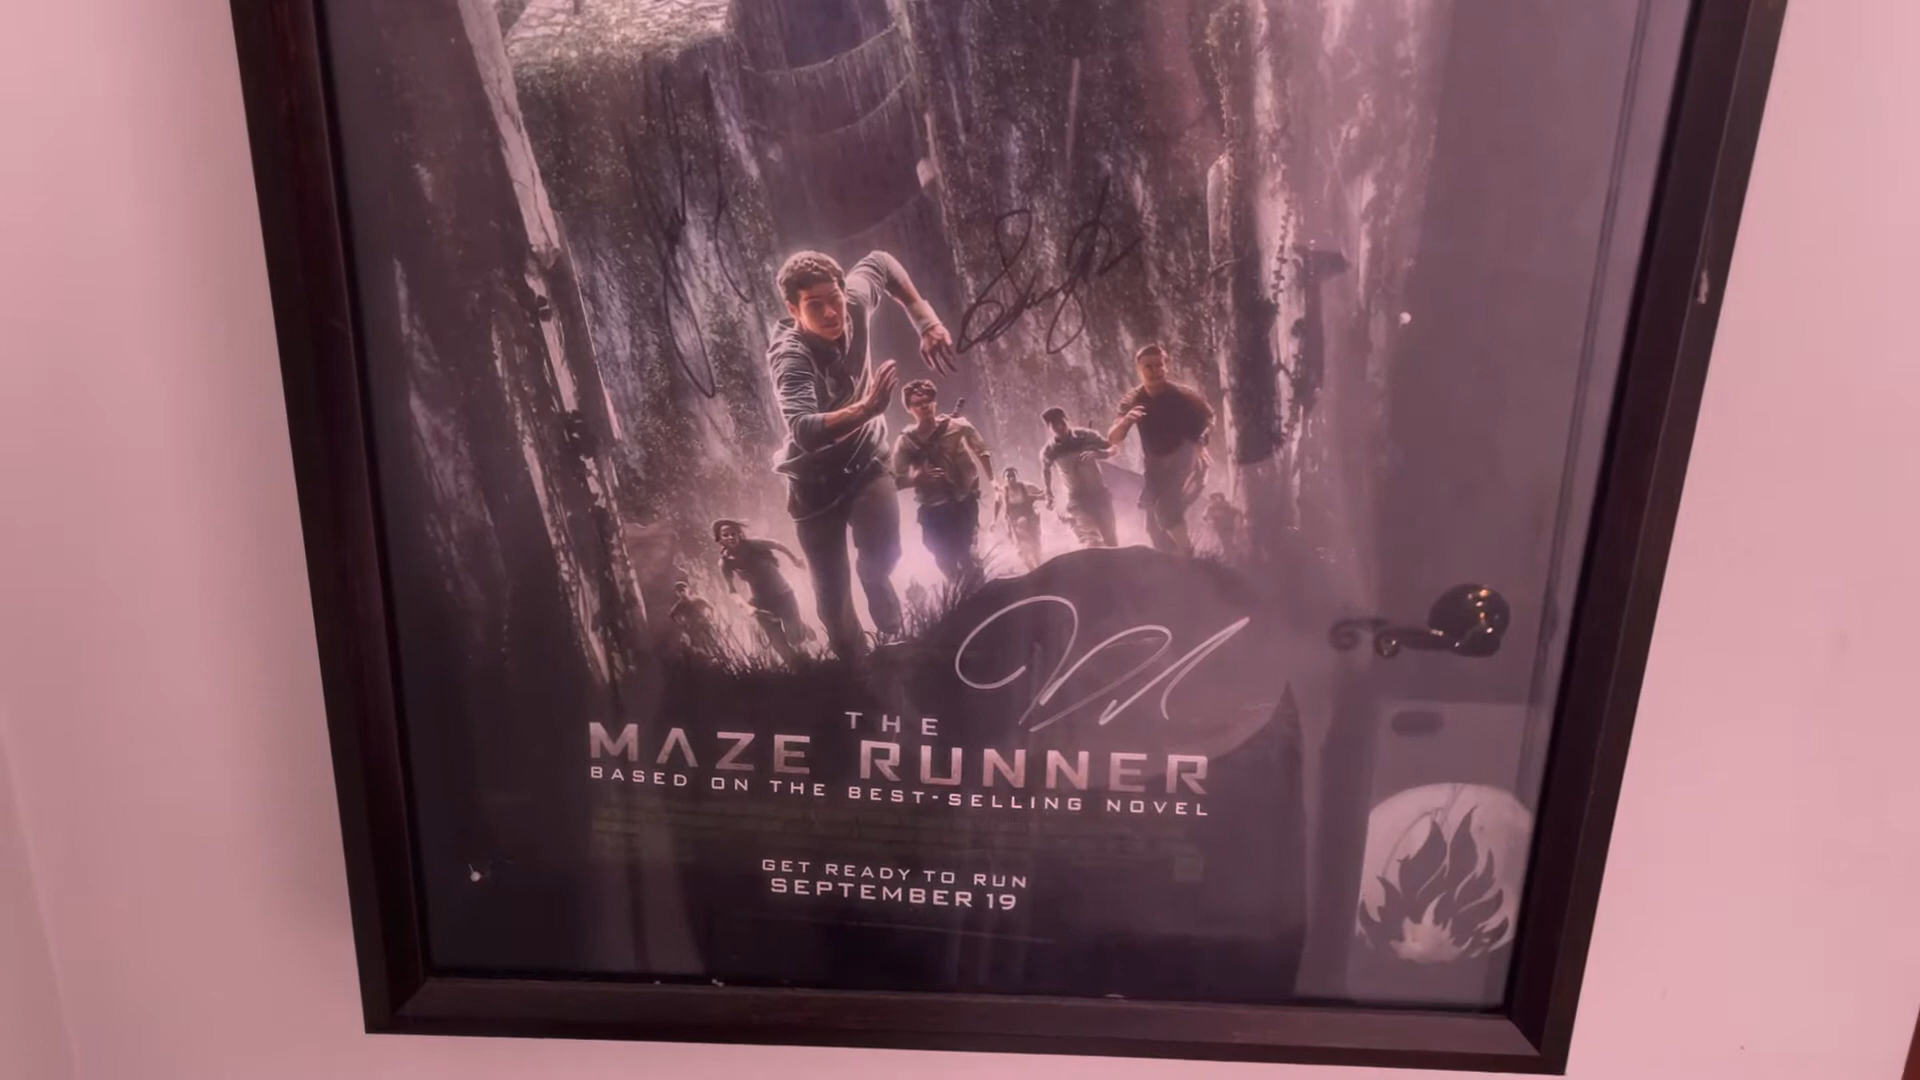 THE
MAZE RUNNER
BASED ON THE BEST-SELLING NOVEL
GET READY TO RUN
SEPTEMBER 19